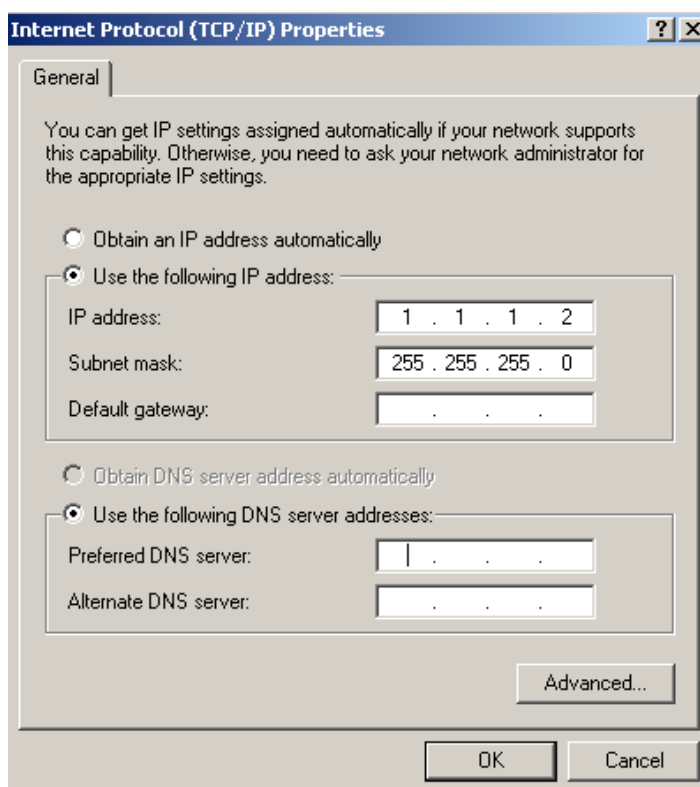 Internet Protocol (TCP/IP) Properties ? X
General
You can get IP settings assigned automatically if your network supports
this capability. Otherwise, you need to ask your network administrator for
the appropriate IP settings.
Obtain an IP address automatically
Use the following IP address:
IP address: 1 . 1 . 1 . 2
Subnet mask: 255 . 255 . 255 . 0
Default gateway: . . .
Obtain DNS server address automatically
Use the following DNS server addresses:
Preferred DNS server: . . .
Alternate DNS server: . . .
Advanced...
OK Cancel